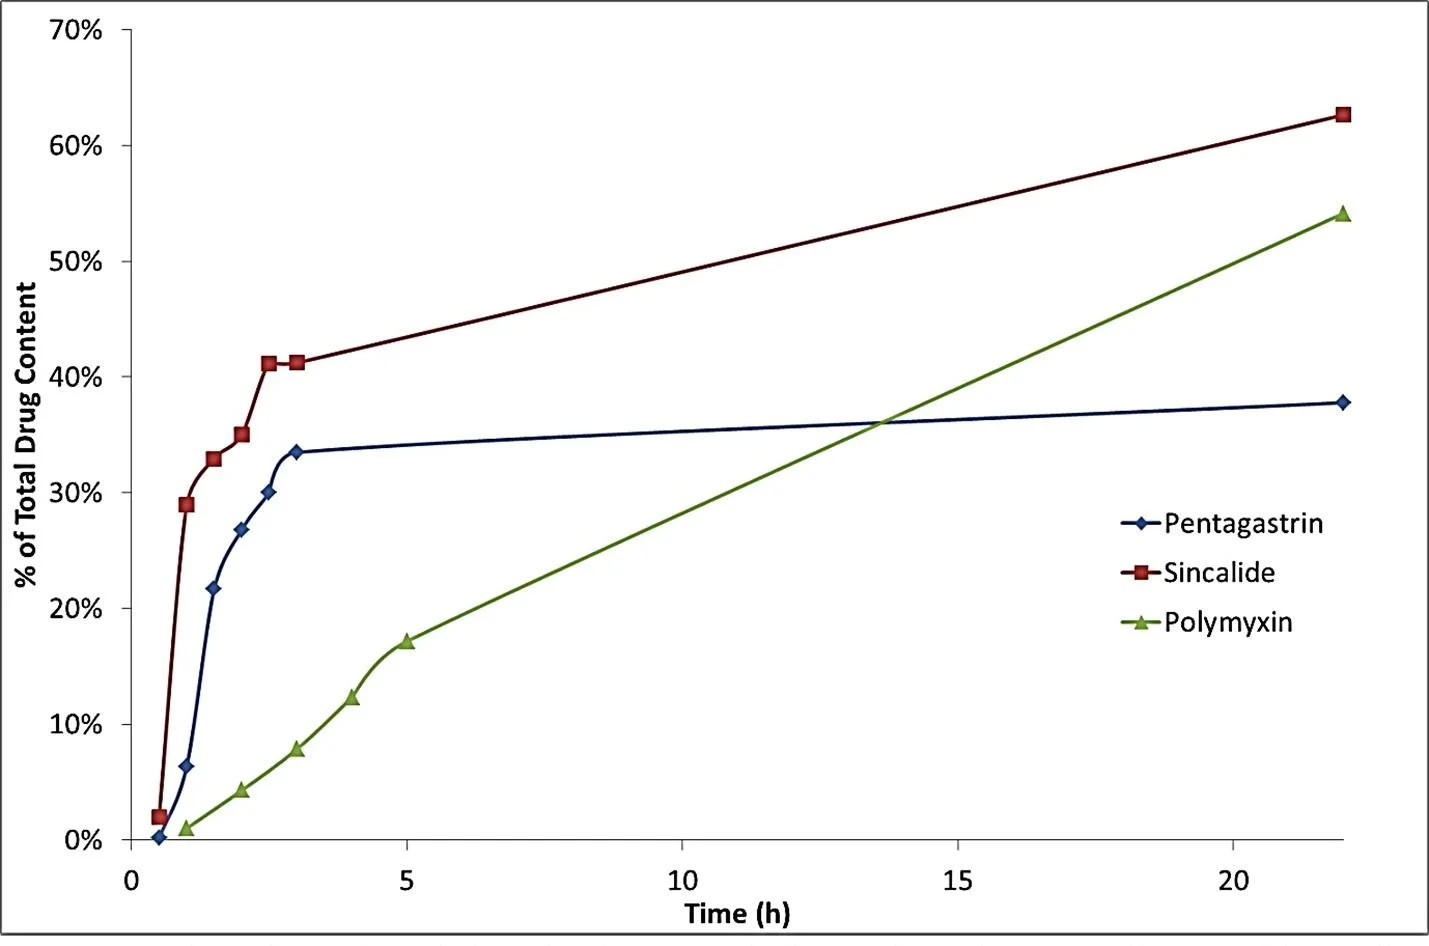 70%
60%
50%
40%
30%
20%
10%
0%
% of Total Drug Content
Pentagastrin
Sincalide
Polymyxin
0 5 10 15 20
Time (h)